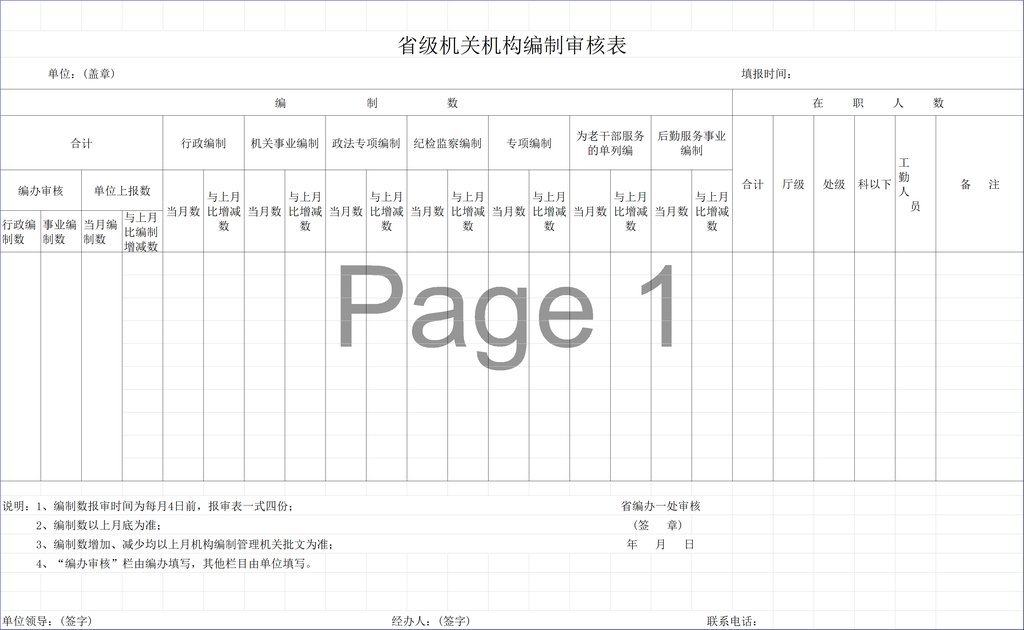 省级机关机构编制审核表
单位：(盖章) 填报时间：
编 制 数 在 职 人 数
合计 行政编制 机关事业编制 政法专项编制 纪检监察编制 专项编制 为老干部服务的单列编 后勤服务事业编制 合计 厅级 处级 科以下 工勤人员 备 注
编办审核 单位上报数 当月数 与上月比增减数 当月数 与上月比增减数 当月数 与上月比增减数 当月数 与上月比增减数 当月数 与上月比增减数 当月数 与上月比增减数 当月数 与上月比增减数
行政编制数 事业编制数 当月编制数 与上月比编制增减数
Page 1
说明：1、编制数报审时间为每月4日前，报审表一式四份； 省编办一处审核
2、编制数以上月底为准； (签 章)
3、编制数增加、减少均以上月机构编制管理机关批文为准； 年 月 日
4、“编办审核”栏由编办填写，其他栏目由单位填写。
单位领导：(签字) 经办人：(签字) 联系电话：